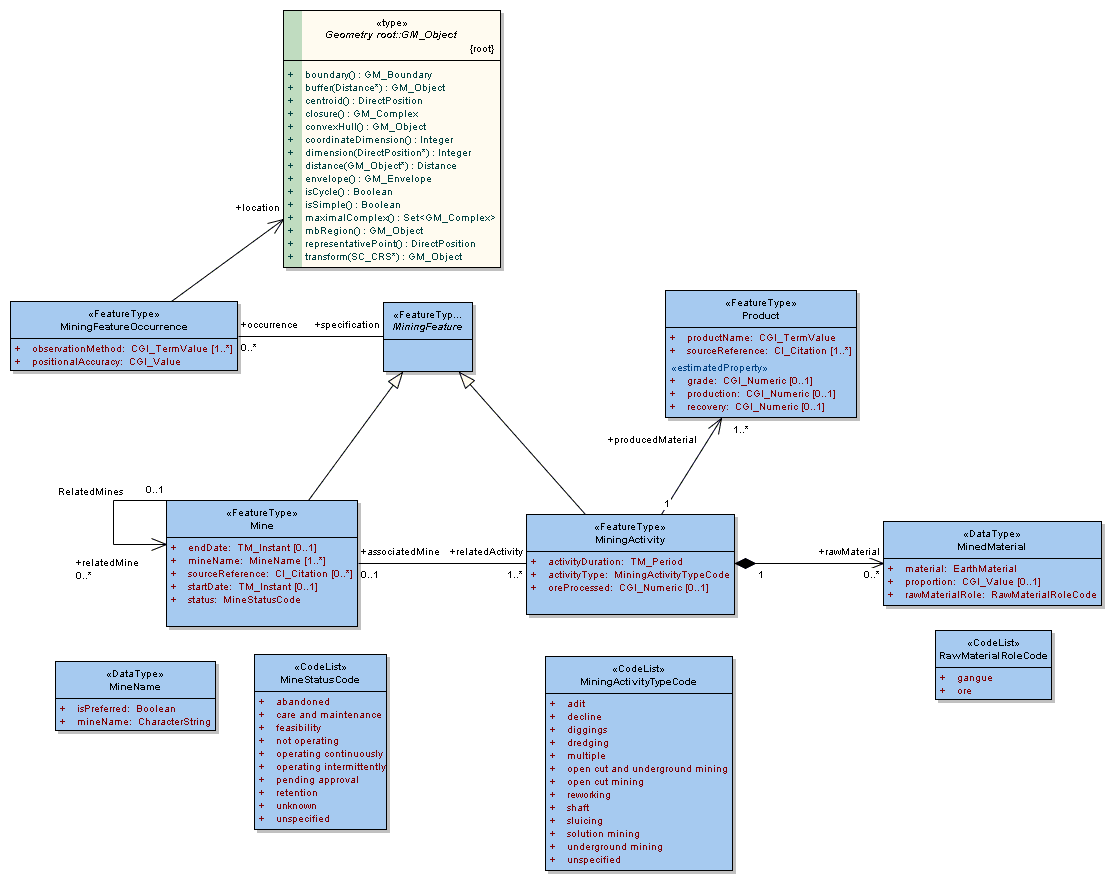 «type»
Geometry root::GM_Object
{root}
+ boundary() : GM_Boundary
+ buffer(Distance*) : GM_Object
+ centroid() : DirectPosition
+ closure() : GM_Complex
+ convexHull() : GM_Object
+ coordinateDimension() : Integer
+ dimension(DirectPosition*) : Integer
+ distance(GM_Object*) : Distance
+ envelope() : GM_Envelope
+ isCycle() : Boolean
+ isSimple() : Boolean
+ maximalComplex() : Set<GM_Complex>
+ mbRegion() : GM_Object
+ representativePoint() : DirectPosition
+ transform(SC_CRS*) : GM_Object
+location
«FeatureType»
MiningFeatureOccurrence
+ observationMethod: CGI_TermValue [1..*]
+ positionalAccuracy: CGI_Value
+occurrence
0..*
+specification
«FeatureTyp...
MiningFeature
«FeatureType»
Product
+ productName: CGI_TermValue
+ sourceReference: CI_Citation [1..*]
«estimatedProperty»
+ grade: CGI_Numeric [0..1]
+ production: CGI_Numeric [0..1]
+ recovery: CGI_Numeric [0..1]
1..*
+producedMaterial
1
RelatedMines
0..1
+relatedMine
0..*
«FeatureType»
Mine
+ endDate: TM_Instant [0..1]
+ mineName: MineName [1..*]
+ sourceReference: CI_Citation [0..*]
+ startDate: TM_Instant [0..1]
+ status: MineStatusCode
+associatedMine
0..1
+relatedActivity
1..*
«FeatureType»
MiningActivity
+ activityDuration: TM_Period
+ activityType: MiningActivityTypeCode
+ oreProcessed: CGI_Numeric [0..1]
1
+rawMaterial
0..*
«DataType»
MinedMaterial
+ material: EarthMaterial
+ proportion: CGI_Value [0..1]
+ rawMaterialRole: RawMaterialRoleCode
«CodeList»
RawMaterialRoleCode
+ gangue
+ ore
«DataType»
MineName
+ isPreferred: Boolean
+ mineName: CharacterString
«CodeList»
MineStatusCode
+ abandoned
+ care and maintenance
+ feasibility
+ not operating
+ operating continuously
+ operating intermittently
+ pending approval
+ retention
+ unknown
+ unspecified
«CodeList»
MiningActivityTypeCode
+ adit
+ decline
+ diggings
+ dredging
+ multiple
+ open cut and underground mining
+ open cut mining
+ reworking
+ shaft
+ sluicing
+ solution mining
+ underground mining
+ unspecified